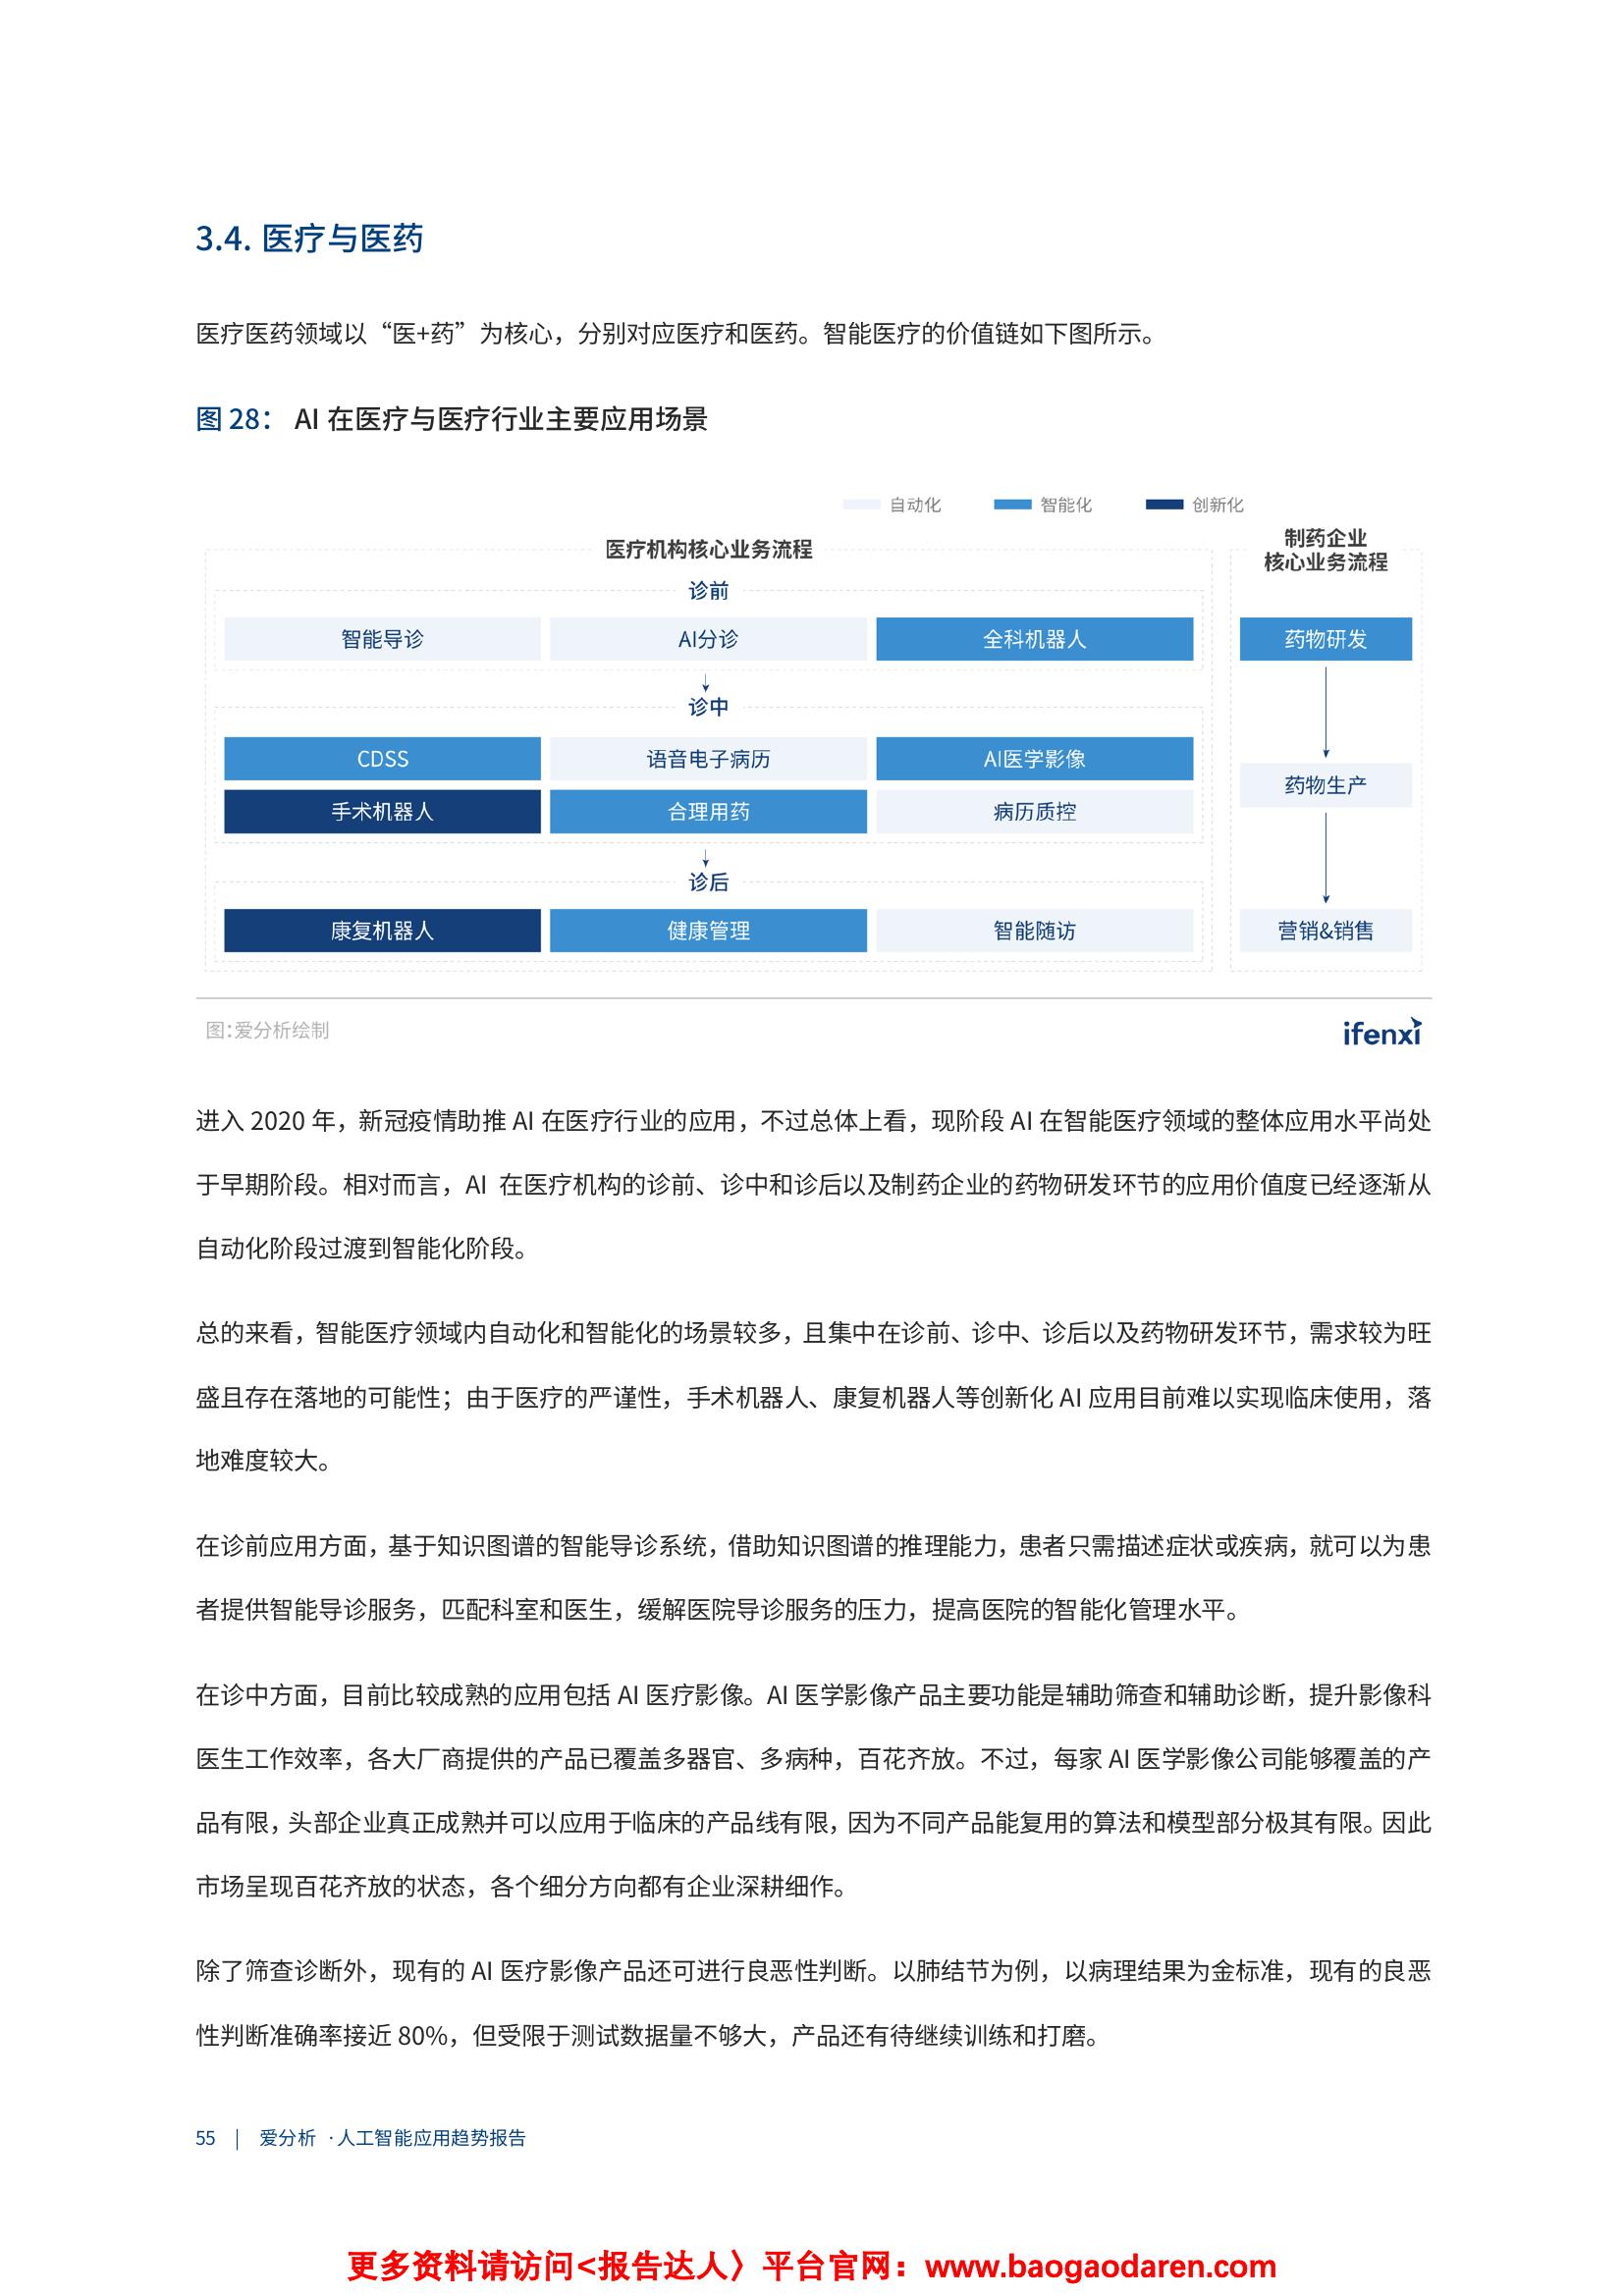 3.4. 医疗与医药
医疗医药领域以“医+药”为核心，分别对应医疗和医药。智能医疗的价值链如下图所示。
图 28： AI 在医疗与医疗行业主要应用场景
自动化 智能化 创新化
医疗机构核心业务流程
制药企业
核心业务流程
诊前
智能导诊 AI分诊 全科机器人
诊中
CDSS 语音电子病历 AI医学影像
手术机器人 合理用药 病历质控
诊后
康复机器人 健康管理 智能随访
药物研发
药物生产
营销&销售
图：爱分析绘制
ifenxi
进入 2020 年，新冠疫情助推 AI 在医疗行业的应用，不过总体上看，现阶段 AI 在智能医疗领域的整体应用水平尚处
于早期阶段。相对而言，AI 在医疗机构的诊前、诊中和诊后以及制药企业的药物研发环节的应用价值度已经逐渐从
自动化阶段过渡到智能化阶段。
总的来看，智能医疗领域内自动化和智能化的场景较多，且集中在诊前、诊中、诊后以及药物研发环节，需求较为旺
盛且存在落地的可能性；由于医疗的严谨性，手术机器人、康复机器人等创新化 AI 应用目前难以实现临床使用，落
地难度较大。
在诊前应用方面，基于知识图谱的智能导诊系统，借助知识图谱的推理能力，患者只需描述症状或疾病，就可以为患
者提供智能导诊服务，匹配科室和医生，缓解医院导诊服务的压力，提高医院的智能化管理水平。
在诊中方面，目前比较成熟的应用包括 AI 医疗影像。AI 医学影像产品主要功能是辅助筛查和辅助诊断，提升影像科
医生工作效率，各大厂商提供的产品已覆盖多器官、多病种，百花齐放。不过，每家 AI 医学影像公司能够覆盖的产
品有限，头部企业真正成熟并可以应用于临床的产品线有限，因为不同产品能复用的算法和模型部分极其有限。因此
市场呈现百花齐放的状态，各个细分方向都有企业深耕细作。
除了筛查诊断外，现有的 AI 医疗影像产品还可进行良恶性判断。以肺结节为例，以病理结果为金标准，现有的良恶
性判断准确率接近 80%，但受限于测试数据量不够大，产品还有待继续训练和打磨。
55 | 爱分析 ·人工智能应用趋势报告
更多资料请访问<报告达人〉平台官网：www.baogaodaren.com